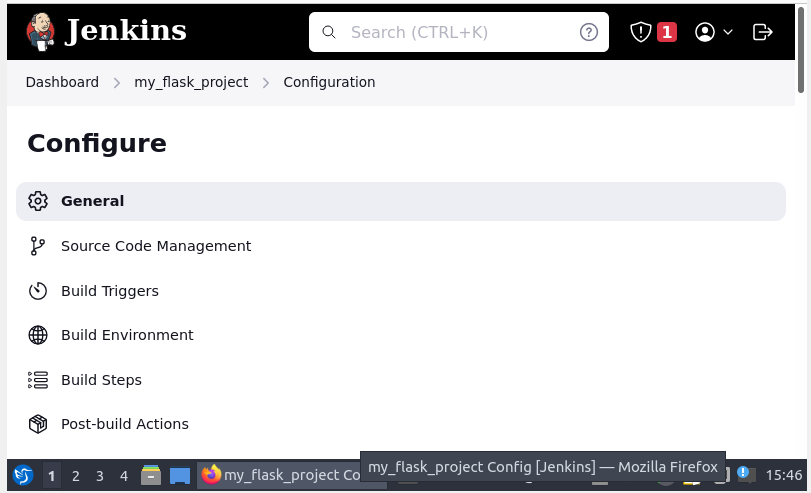 Jenkins
Search (CTRL+K)
1
Dashboard
my_flask_project
Configuration
Configure
General
Source Code Management
Build Triggers
Build Environment
Build Steps
Post-build Actions
my_flask_project Config [Jenkins] — Mozilla Firefox
1 2 3 4
my_flask_project Co
15:46